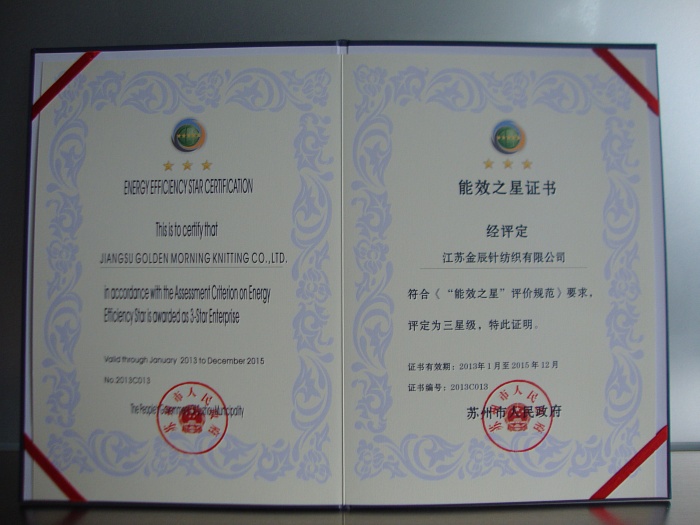 ENERGY EFFICIENCY STAR CERTIFICATION
This is to certify that
JIANGSU GOLDEN MORNING KNITTING CO.,LTD.
in accordance with the Assessment Criterion on Energy
Efficiency Star is awarded as 3-Star Enterprise
Valid through January 2013 to December 2015
No.2013C013
The People's Government of Suzhou Municipality
能效之星证书
经评定
江苏金辰针纺织有限公司
符合《“能效之星”评价规范》要求，
评定为三星级，特此证明。
证书有效期：2013年1月至2015年12月
证书编号：2013C013
苏州市人民政府